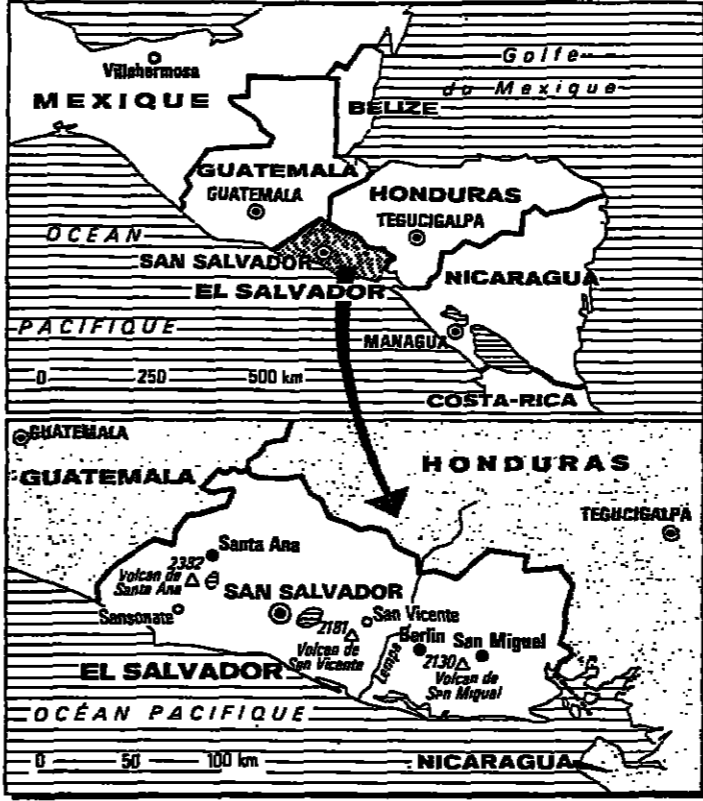 Golfe
Villahermosa
du Mexique
MEXIQUE
BELIZE
GUATEMALA
GUATEMALA
HONDURAS
TEGUCIGALPA
OCÉAN
SAN SALVADOR
NICARAGUA
EL SALVADOR
PACIFIQUE
MANAGUA
0 250 500 km
COSTA-RICA
GUATEMALA
GUATEMALA
HONDURAS
TEGUCIGALPA
Santa Ana
2382
Volcan de
Santa Ana
SAN SALVADOR
Sansonate
San Vicente
2181
Volcan de
San Vicente
Berlin
San Miguel
Lempa
2130
Volcan de
San Miguel
EL SALVADOR
OCÉAN PACIFIQUE
0 50 100 km
NICARAGUA